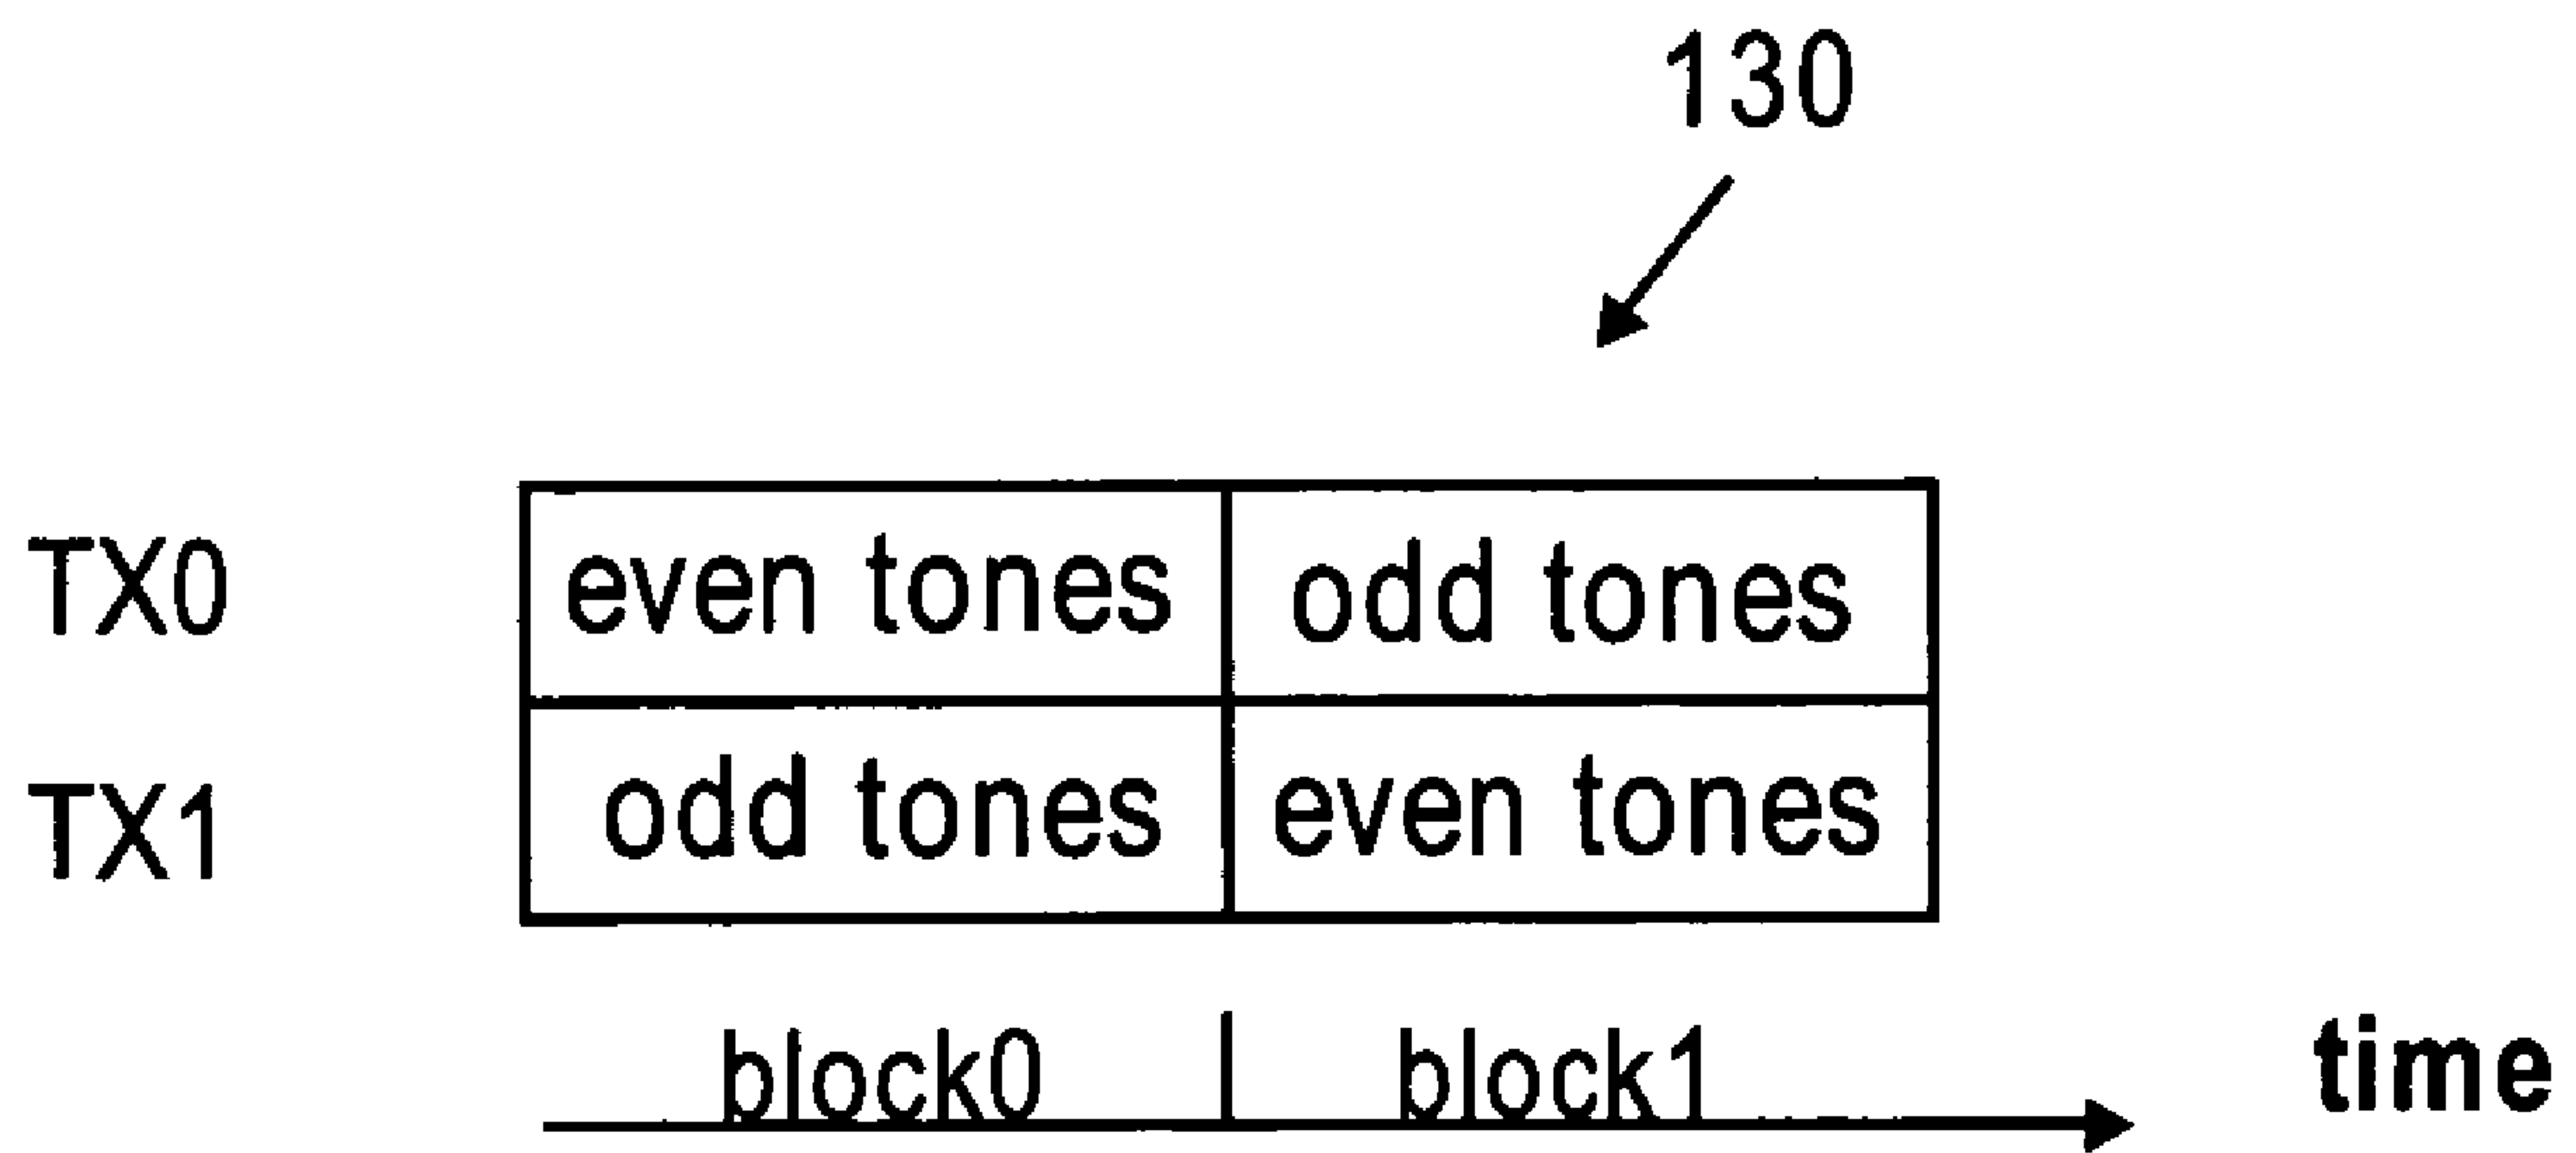 130
TX0 even tones odd tones
TX1 odd tones even tones
block0 block1 time